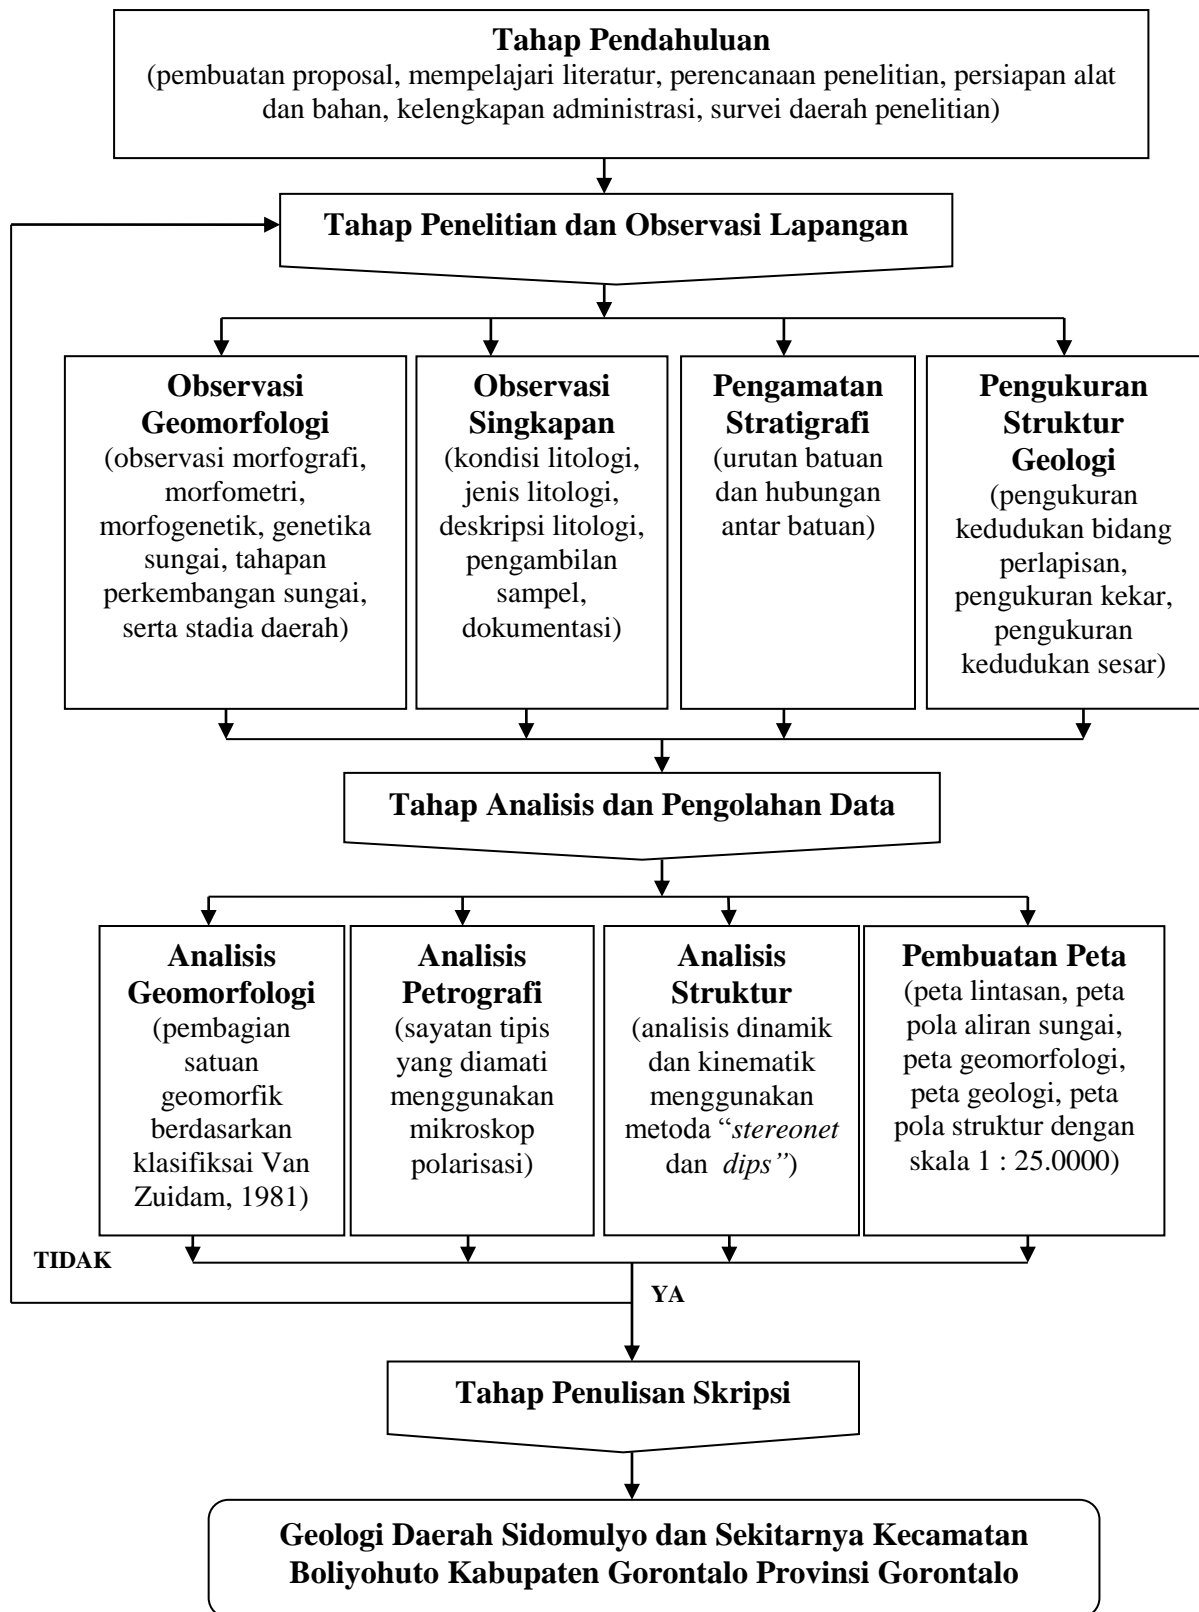 Tahap Pendahuluan
(pembuatan proposal, mempelajari literatur, perencanaan penelitian, persiapan alat
dan bahan, kelengkapan administrasi, survei daerah penelitian)
Tahap Penelitian dan Observasi Lapangan
Observasi
Geomorfologi
(observasi morfografi,
morfometri,
morfogenetik, genetika
sungai, tahapan
perkembangan sungai,
serta stadia daerah)
Observasi
Singkapan
(kondisi litologi,
jenis litologi,
deskripsi litologi,
pengambilan
sampel,
dokumentasi)
Pengamatan
Stratigrafi
(urutan batuan
dan hubungan
antar batuan)
Pengukuran
Struktur
Geologi
(pengukuran
kedudukan bidang
perlapisan,
pengukuran kekar,
pengukuran
kedudukan sesar)
Tahap Analisis dan Pengolahan Data
Analisis
Geomorfologi
(pembagian
satuan
geomorfik
berdasarkan
klasifiksai Van
Zuidam, 1981)
Analisis
Petrografi
(sayatan tipis
yang diamati
menggunakan
mikroskop
polarisasi)
Analisis
Struktur
(analisis dinamik
dan kinematik
menggunakan
metoda “stereonet
dan dips”)
Pembuatan Peta
(peta lintasan, peta
pola aliran sungai,
peta geomorfologi,
peta geologi, peta
pola struktur dengan
skala 1 : 25.0000)
TIDAK
YA
Tahap Penulisan Skripsi
Geologi Daerah Sidomulyo dan Sekitarnya Kecamatan
Boliyohuto Kabupaten Gorontalo Provinsi Gorontalo